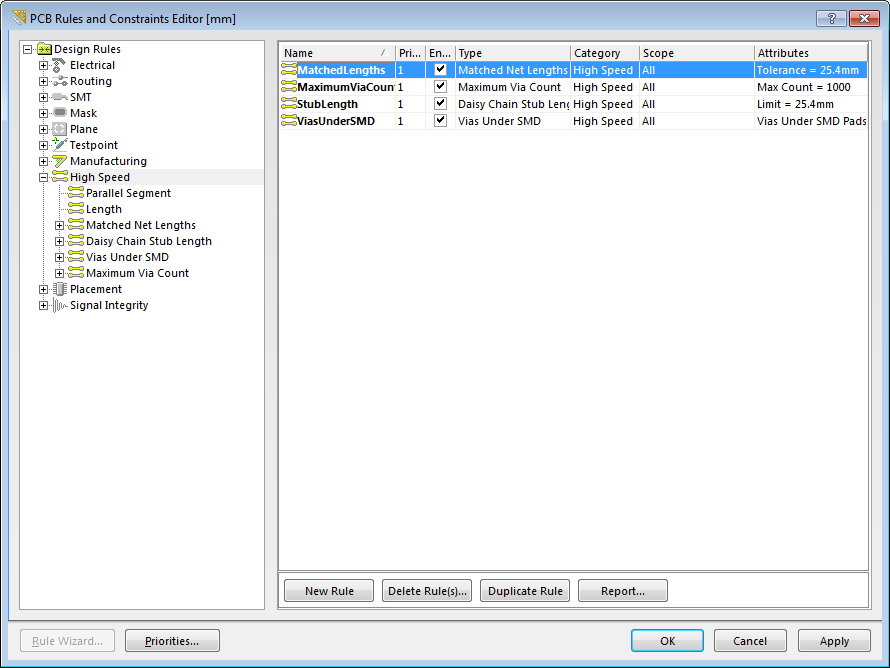 PCB Rules and Constraints Editor [mm]
?
Design Rules
Electrical
Routing
SMT
Mask
Plane
Testpoint
Manufacturing
High Speed
Parallel Segment
Length
Matched Net Lengths
Daisy Chain Stub Length
Vias Under SMD
Maximum Via Count
Placement
Signal Integrity
Name Pri... En... Type Category Scope Attributes
MatchedLengths 1 Matched Net Lengths High Speed All Tolerance = 25.4mm
MaximumViaCoun 1 Maximum Via Count High Speed All Max Count = 1000
StubLength 1 Daisy Chain Stub Leng High Speed All Limit = 25.4mm
ViasUnderSMD 1 Vias Under SMD High Speed All Vias Under SMD Pads
New Rule Delete Rule(s)... Duplicate Rule Report...
Rule Wizard... Priorities... OK Cancel Apply